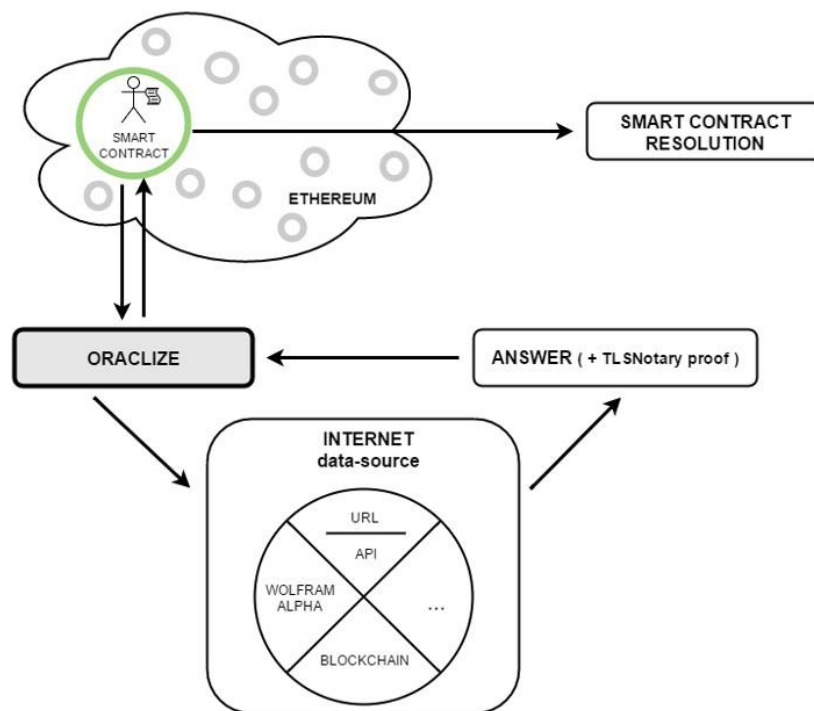 SMART
CONTRACT
SMART CONTRACT
RESOLUTION
ETHEREUM
ORACLIZE
ANSWER ( + TLSNotary proof )
INTERNET
data-source
URL
API
WOLFRAM
ALPHA
...
BLOCKCHAIN